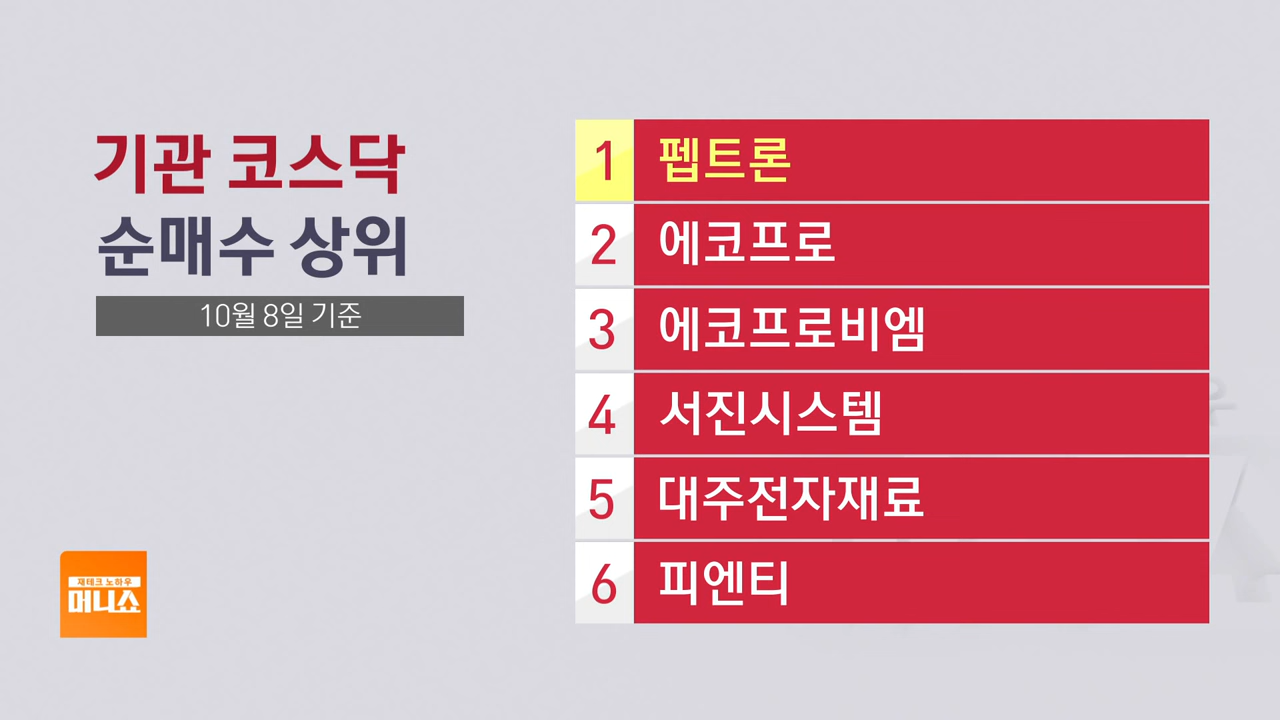 기관 코스닥
순매수 상위
10월 8일 기준
1 펩트론
2 에코프로
3 에코프로비엠
4 서진시스템
5 대주전자재료
6 피엔티
재테크 노하우
머니쇼